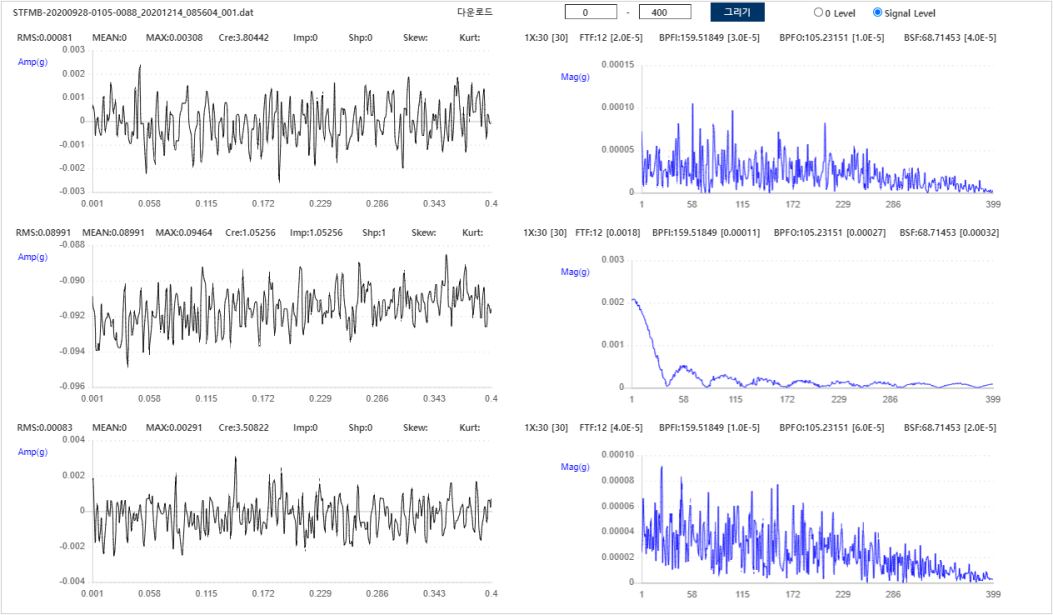 STFMB-20200928-0105-0088_20201214_085604_001.dat 다운로드 0 - 400 그리기 0 Level Signal Level
RMS:0.00081 MEAN:0 MAX:0.00308 Cre:3.80442 Imp:0 Shp:0 Skew: Kurt: 1X:30 [30] FTF:12 [2.0E-5] BPFI:159.51849 [3.0E-5] BPFO:105.23151 [1.0E-5] BSF:68.71453 [4.0E-5]
Amp(g)
0.003
0.002
0.001
0
-0.001
-0.002
-0.003
0.001 0.058 0.115 0.172 0.229 0.286 0.343 0.4
Mag(g)
0.00015
0.00010
0.00005
0
1 58 115 172 229 286 399
RMS:0.08991 MEAN:0.08991 MAX:0.09464 Cre:1.05256 Imp:1.05256 Shp:1 Skew: Kurt: 1X:30 [30] FTF:12 [0.0018] BPFI:159.51849 [0.00011] BPFO:105.23151 [0.00027] BSF:68.71453 [0.00032]
Amp(g)
-0.088
-0.090
-0.092
-0.094
-0.096
0.001 0.058 0.115 0.172 0.229 0.286 0.343 0.4
Mag(g)
0.003
0.002
0.001
0
1 58 115 172 229 286 399
RMS:0.00083 MEAN:0 MAX:0.00291 Cre:3.50822 Imp:0 Shp:0 Skew: Kurt: 1X:30 [30] FTF:12 [4.0E-5] BPFI:159.51849 [1.0E-5] BPFO:105.23151 [6.0E-5] BSF:68.71453 [2.0E-5]
Amp(g)
0.004
0.002
0
-0.002
-0.004
0.001 0.058 0.115 0.172 0.229 0.286 0.343 0.4
Mag(g)
0.00010
0.00008
0.00006
0.00004
0.00002
0
1 58 115 172 229 286 399